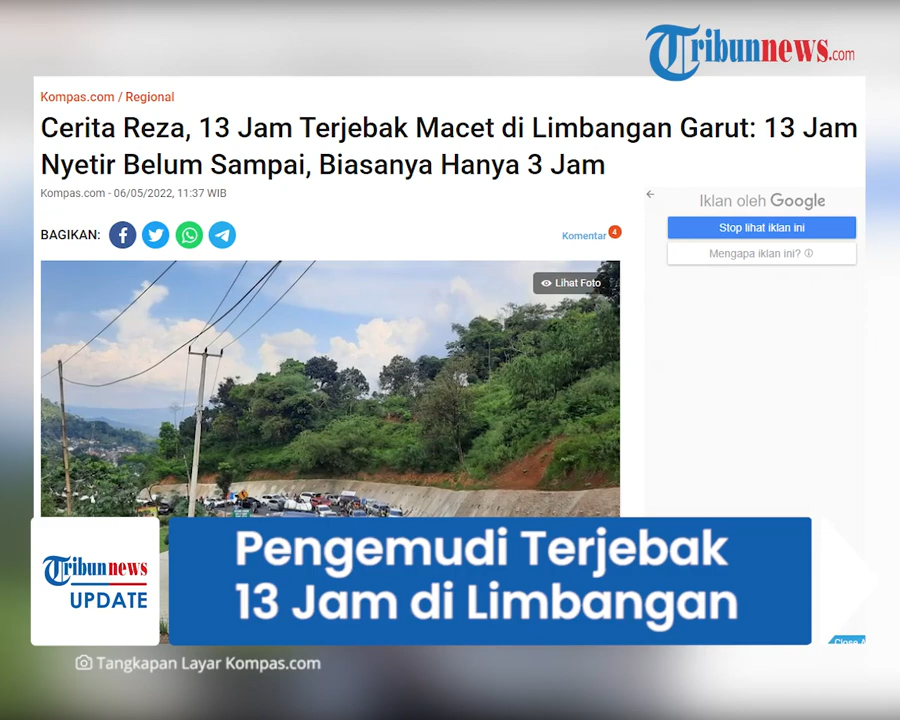 Tribunnews.com
Kompas.com / Regional
Cerita Reza, 13 Jam Terjebak Macet di Limbangan Garut: 13 Jam
Nyetir Belum Sampai, Biasanya Hanya 3 Jam
Kompas.com - 06/05/2022, 11:37 WIB
BAGIKAN:
Komentar 4
Iklan oleh Google
Stop lihat iklan ini
Mengapa iklan ini?
Lihat Foto
Pengemudi Terjebak
13 Jam di Limbangan
Tribunnews
UPDATE
Close A
Tangkapan Layar Kompas.com